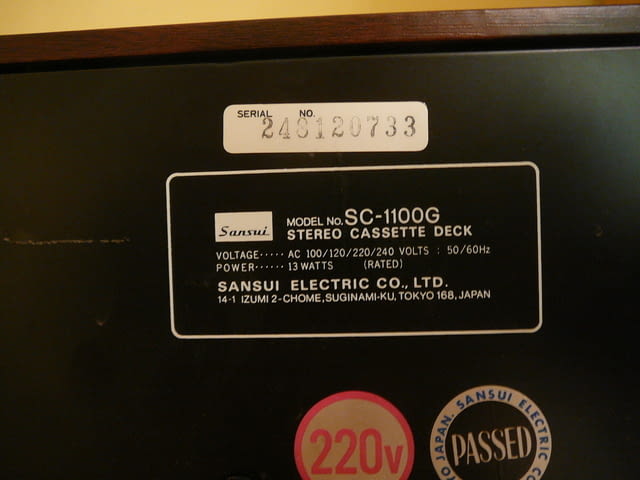 SERIAL NO.
248120733
Sansui
MODEL No. SC-1100G
STEREO CASSETTE DECK
VOLTAGE ····· AC 100/120/220/240 VOLTS : 50/60Hz
POWER ······ 13 WATTS (RATED)
SANSUI ELECTRIC CO., LTD.
14-1 IZUMI 2-CHOME, SUGINAMI-KU, TOKYO 168, JAPAN
220v
JAPAN. SANSUI ELECTRIC CO
PASSED